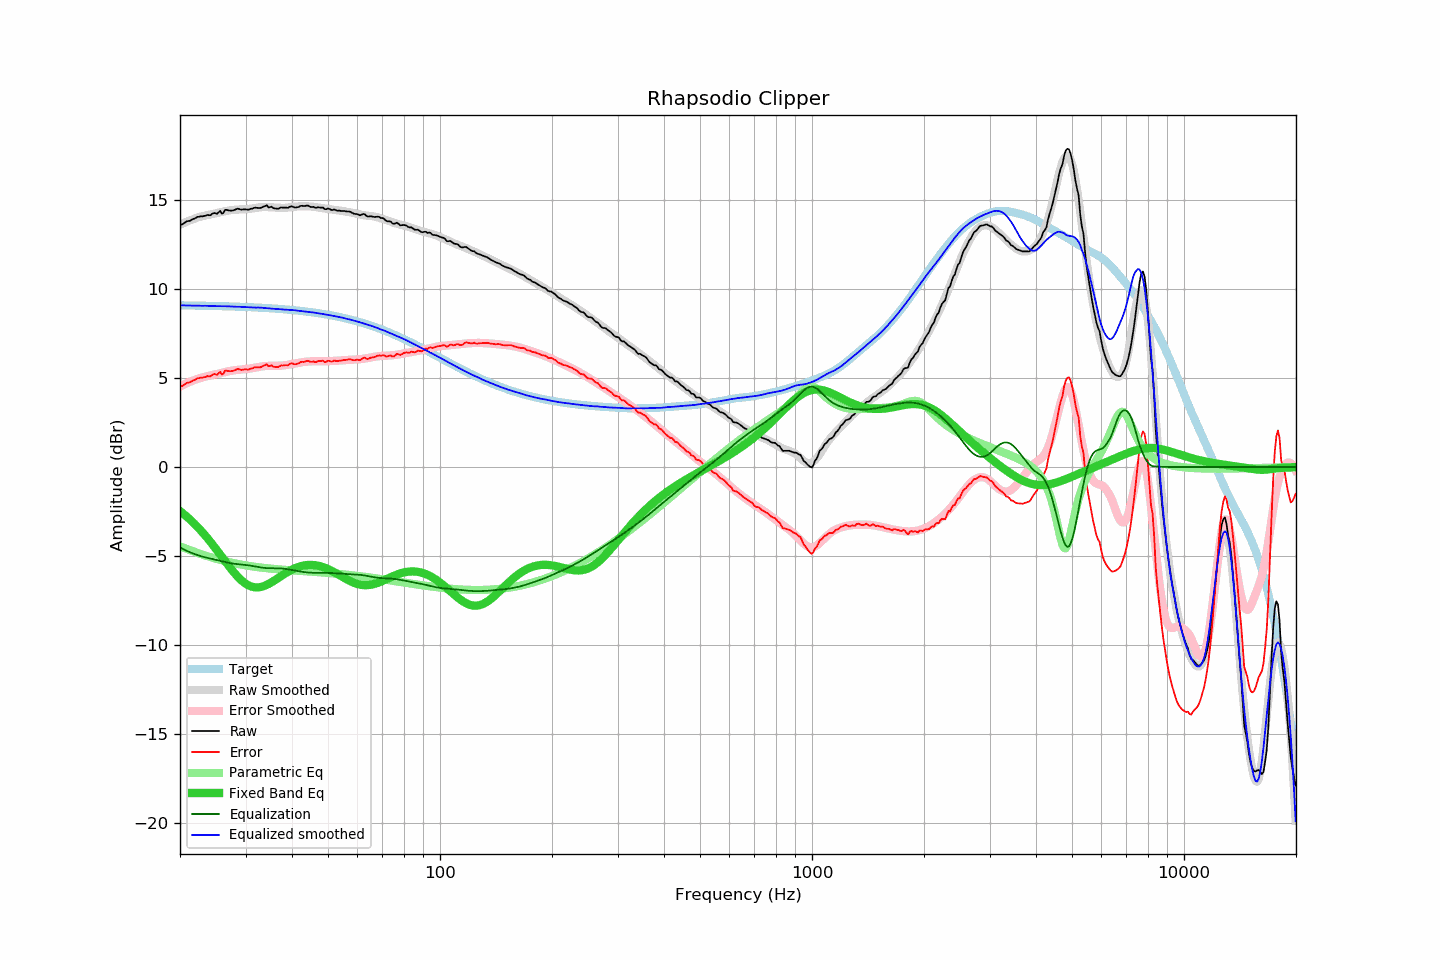 Rhapsodio Clipper
Amplitude (dBr)
15
10
5
0
−5
−10
−15
−20
Target
Raw Smoothed
Error Smoothed
Raw
Error
Parametric Eq
Fixed Band Eq
Equalization
Equalized smoothed
100 1000 10000
Frequency (Hz)